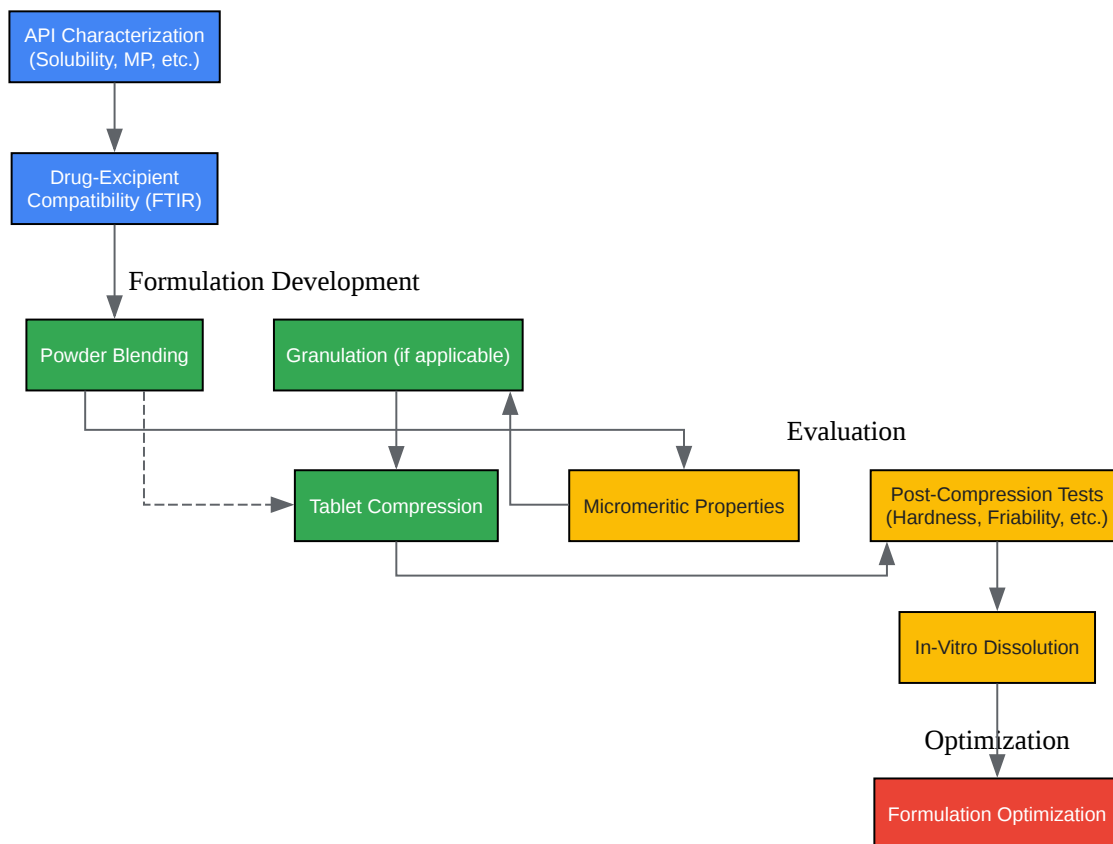 API Characterization
(Solubility, MP, etc.)
Drug-Excipient
Compatibility (FTIR)
Formulation Development
Powder Blending
Granulation (if applicable)
Evaluation
Tablet Compression
Micromeritic Properties
Post-Compression Tests
(Hardness, Friability, etc.)
In-Vitro Dissolution
Optimization
Formulation Optimization